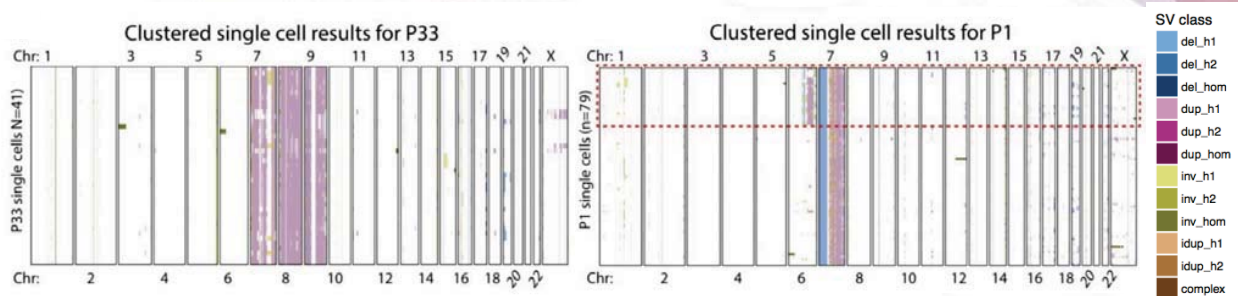 Clustered single cell results for P33
Chr: 1 3 5 7 9 11 13 15 17 19 21 X
P33 single cells N=41)
Chr: 2 4 6 8 10 12 14 16 18 20 22
Clustered single cell results for P1
Chr: 1 3 5 7 9 11 13 15 17 19 21 X
P1 single cells (n=79)
Chr: 2 4 6 8 10 12 14 16 18 20 22
SV class
del_h1
del_h2
del_hom
dup_h1
dup_h2
dup_hom
inv_h1
inv_h2
inv_hom
idup_h1
idup_h2
complex